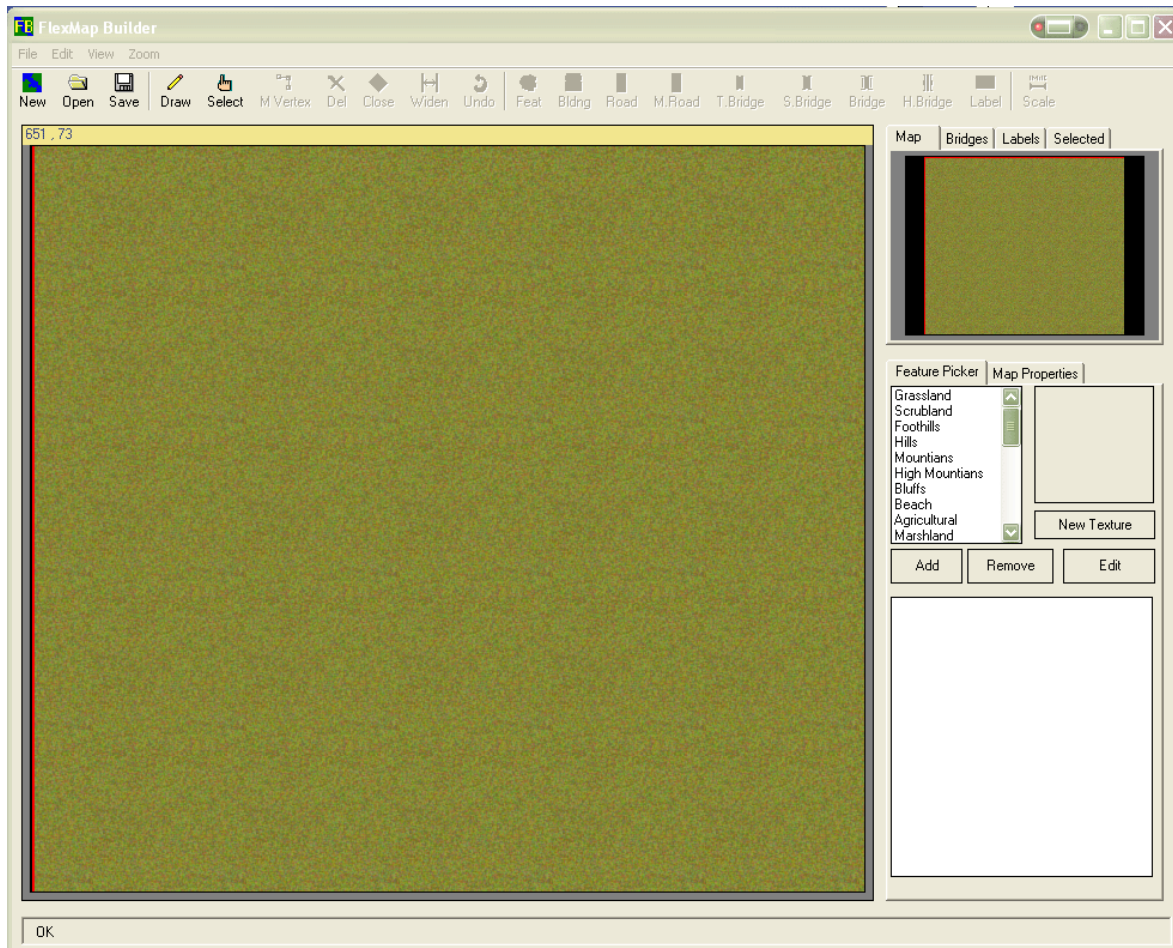 FB FlexMap Builder
File Edit View Zoom
New Open Save Draw Select M.Vertex Del Close Widen Undo Feat Bldng Road M.Road T.Bridge S.Bridge Bridge H.Bridge Label Scale
651 , 73
Map Bridges Labels Selected
Feature Picker Map Properties
Grassland
Scrubland
Foothills
Hills
Mountians
High Mountians
Bluffs
Beach
Agricultural
Marshland
New Texture
Add Remove Edit
OK